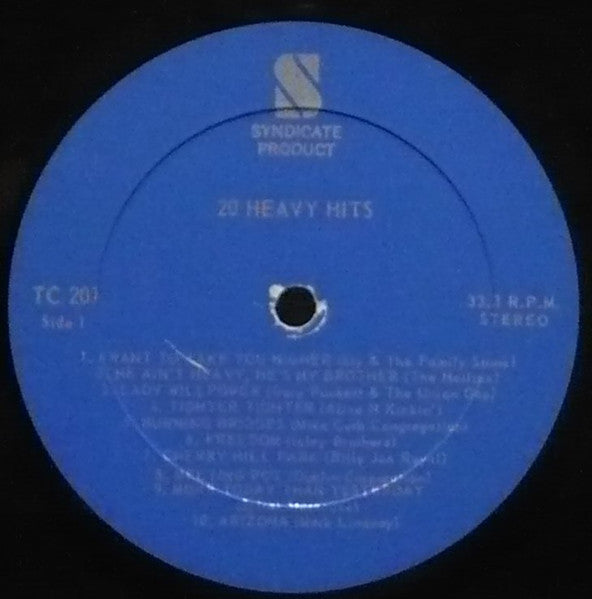 S
SYNDICATE
PRODUCT
20 HEAVY HITS
TC 201
Side 1
33.3 R.P.M.
STEREO
1. I WANT TO TAKE YOU HIGHER (Sly & The Family Stone)
HE AIN'T HEAVY, HE'S MY BROTHER (The Hollies)
LADY WILLPOWER (Gary Puckett & The Union Gap)
4. TIGHTER TIGHTER (Alive N Kickin')
BURNING BRIDGES (Mike Curb Congregation)
6. FREEDOM (Isley Brothers)
CHERRY HILL PARK (Billy Joe Royal)
8.
9.
10. ARIZONA (Mark Lindsay)